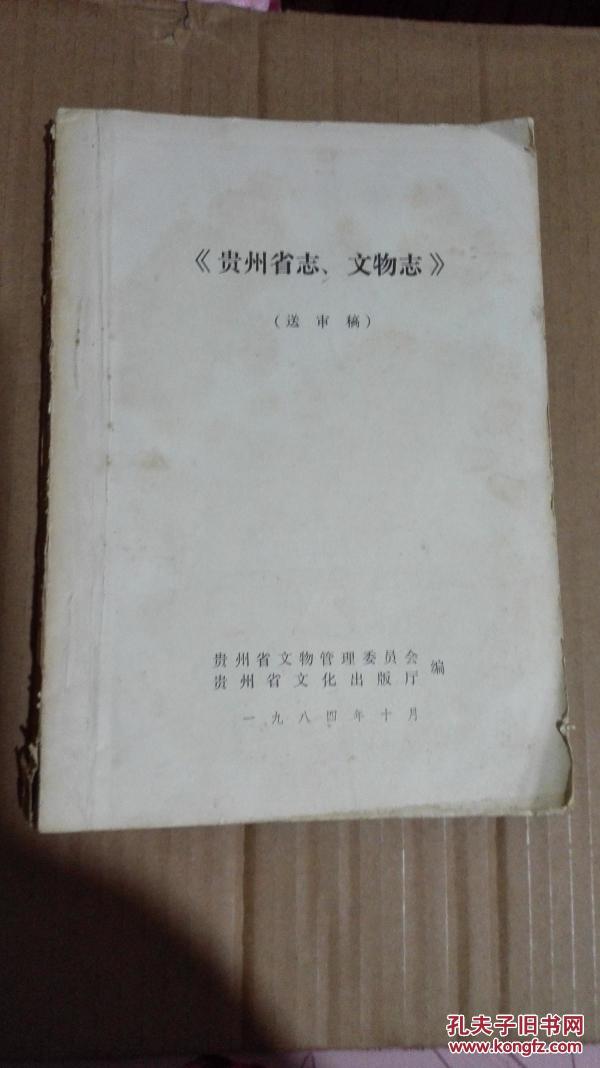 《贵州省志、文物志》
（送审稿）
贵州省文物管理委员会
贵州省文化出版厅
编
一九八四年十月
孔夫子旧书网
www.kongfz.com